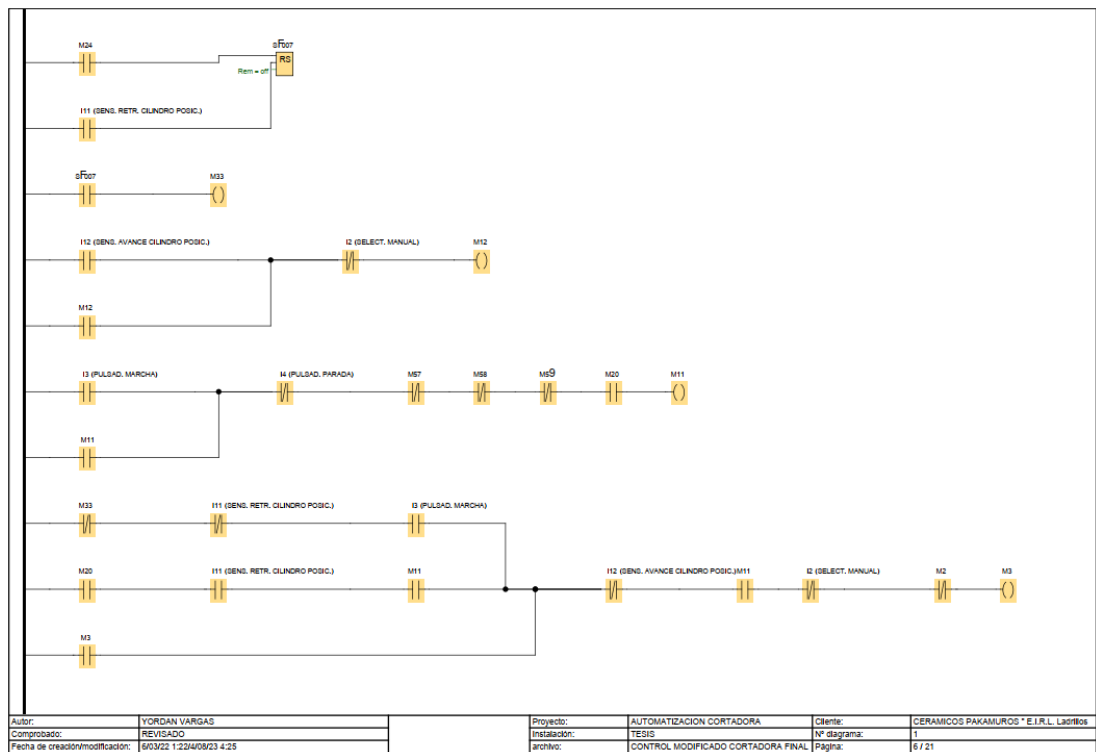 M24
SF007
RS
Rem = off
I11 (SENS. RETR. CILINDRO POSIC.)
SF007 M33
I12 (SENS. AVANCE CILINDRO POSIC.) I2 (SELECT. MANUAL) M12
M12
I3 (PULSAD. MARCHA) I4 (PULSAD. PARADA) M57 M58 M59 M20 M11
M11
M33 I11 (SENS. RETR. CILINDRO POSIC.) I3 (PULSAD. MARCHA)
M20 I11 (SENS. RETR. CILINDRO POSIC.) M11 I12 (SENS. AVANCE CILINDRO POSIC.) M11 I2 (SELECT. MANUAL) M2 M3
M3
Autor: YORDAN VARGAS Proyecto: AUTOMATIZACION CORTADORA Cliente: CERAMICOS PAKAMUROS " E.I.R.L. Ladrillos
Comprobado: REVISADO Instalación: TESIS Nº diagrama: 1
Fecha de creación/modificación: 6/03/22 1:22/4/08/23 4:25 archivo: CONTROL MODIFICADO CORTADORA FINAL Página: 6 / 21